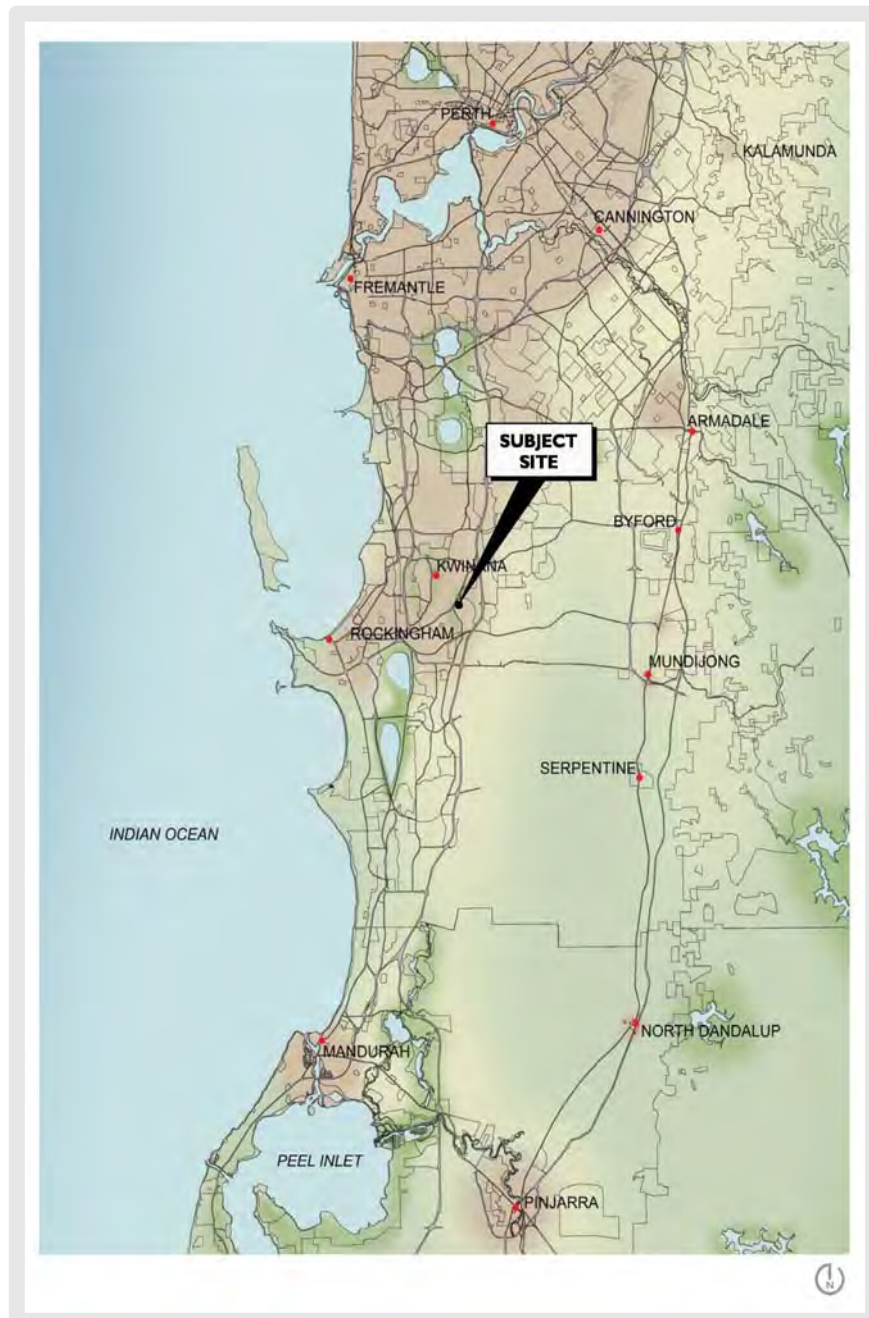 PERTH
KALAMUNDA
CANNINGTON
FREMANTLE
ARMADALE
SUBJECT
SITE
BYFORD
KWINANA
ROCKINGHAM
MUNDIJONG
SERPENTINE
INDIAN OCEAN
NORTH DANDALUP
MANDURAH
PEEL INLET
PINJARRA
N